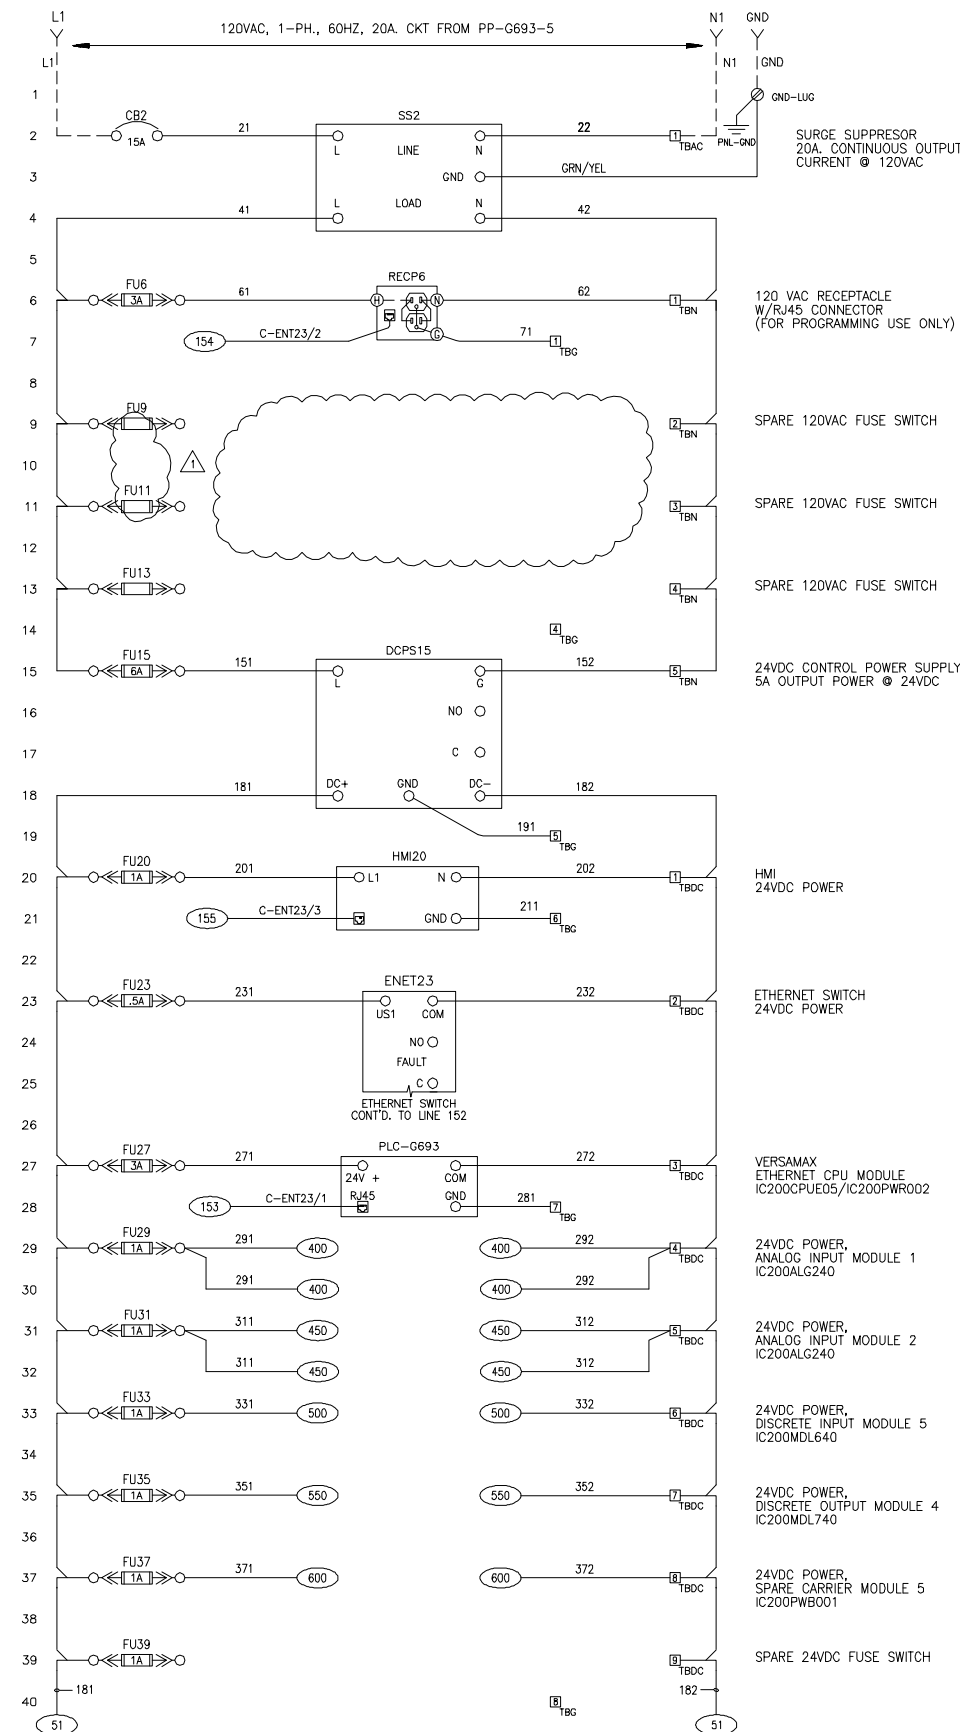 L1 N1 GND
120VAC, 1-PH., 60HZ, 20A. CKT FROM PP-G693-5
L1 N1 GND
1 GND-LUG
CB2 SS2
2 15A 21 L LINE N 22 1 TBAC PNL-GND SURGE SUPPRESOR
20A. CONTINUOUS OUTPUT
CURRENT @ 120VAC
3 GND GRN/YEL
L LOAD N
4 41 42
5
FU6 RECP6
6 3A 61 H N 62 1 TBN 120 VAC RECEPTACLE
W/RJ45 CONNECTOR
(FOR PROGRAMMING USE ONLY)
7 154 C-ENT23/2 G 71 1 TBG
8
FU9
9 2 TBN SPARE 120VAC FUSE SWITCH
10 1
FU11
11 3 TBN SPARE 120VAC FUSE SWITCH
12
FU13
13 4 TBN SPARE 120VAC FUSE SWITCH
14 4 TBG
FU15 DCPS15
15 6A 151 L G 152 5 TBN 24VDC CONTROL POWER SUPPLY
5A OUTPUT POWER @ 24VDC
16 NO
17 C
DC+ GND DC-
18 181 182
19 191 5 TBG
FU20 HMI20
20 1A 201 L1 N 202 1 TBDC HMI
24VDC POWER
21 155 C-ENT23/3 GND 211 6 TBG
22
FU23 ENET23
23 .5A 231 US1 COM 232 2 TBDC ETHERNET SWITCH
24VDC POWER
24 NO
FAULT
25 C
ETHERNET SWITCH
CONT'D. TO LINE 152
26
FU27 PLC-G693
27 3A 271 24V + COM 272 3 TBDC VERSAMAX
ETHERNET CPU MODULE
IC200CPUE05/IC200PWR002
28 153 C-ENT23/1 RJ45 GND 281 7 TBG
FU29
29 1A 291 400 400 292 4 TBDC 24VDC POWER,
ANALOG INPUT MODULE 1
IC200ALG240
30 291 400 400 292
FU31
31 1A 311 450 450 312 5 TBDC 24VDC POWER,
ANALOG INPUT MODULE 2
IC200ALG240
32 311 450 450 312
FU33
33 1A 331 500 500 332 6 TBDC 24VDC POWER,
DISCRETE INPUT MODULE 5
IC200MDL640
34
FU35
35 1A 351 550 550 352 7 TBDC 24VDC POWER,
DISCRETE OUTPUT MODULE 4
IC200MDL740
36
FU37
37 1A 371 600 600 372 8 TBDC 24VDC POWER,
SPARE CARRIER MODULE 5
IC200PWB001
38
FU39
39 1A 9 TBDC SPARE 24VDC FUSE SWITCH
181 182
40 8 TBG
51 51